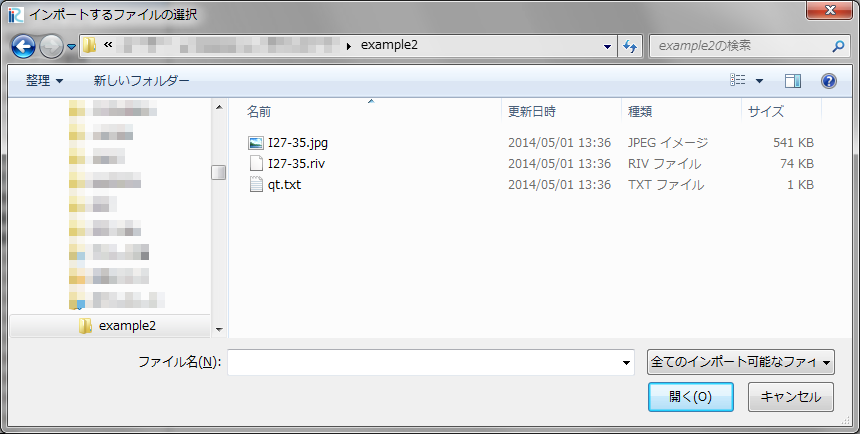 インポートするファイルの選択
« example2
example2の検索
整理 新しいフォルダー
名前 更新日時 種類 サイズ
I27-35.jpg 2014/05/01 13:36 JPEG イメージ 541 KB
I27-35.riv 2014/05/01 13:36 RIV ファイル 74 KB
qt.txt 2014/05/01 13:36 TXT ファイル 1 KB
example2
ファイル名(N):
全てのインポート可能なファイ
開く(O) キャンセル